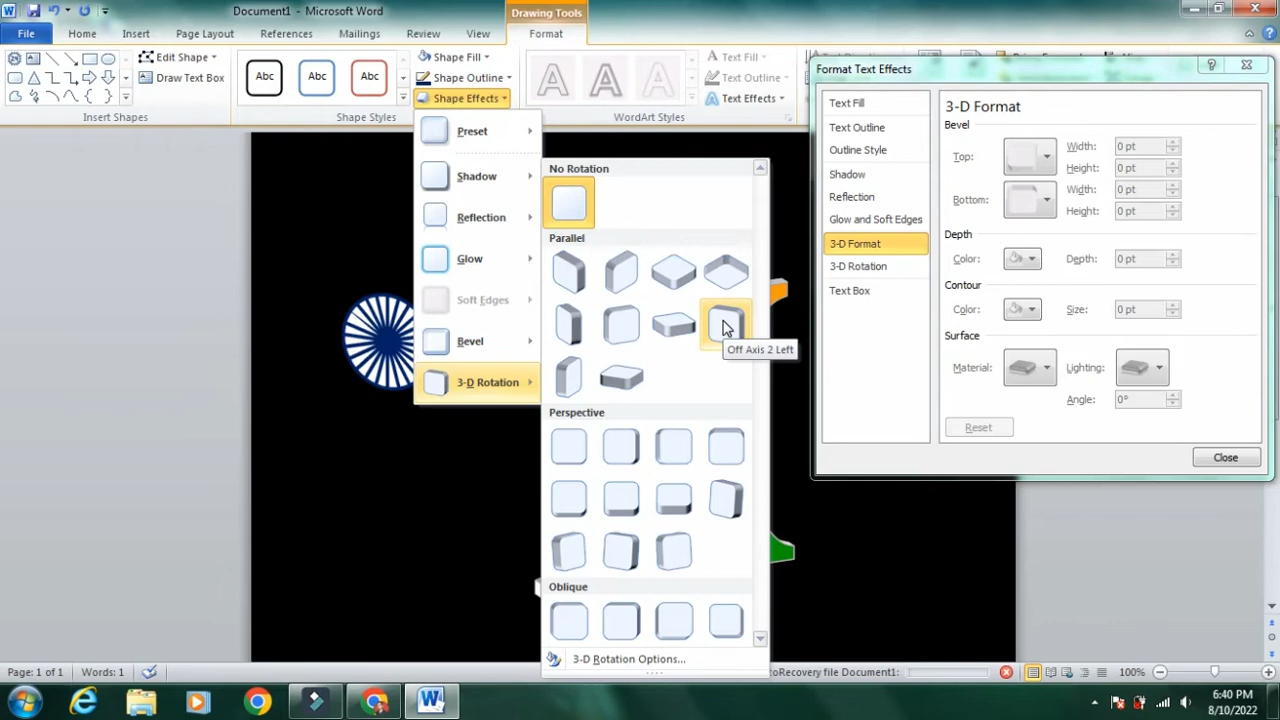 Document1 - Microsoft Word
Drawing Tools
File
Home
Insert
Page Layout
References
Mailings
Review
View
Format
Edit Shape
Draw Text Box
Insert Shapes
Abc
Abc
Abc
Shape Styles
Shape Fill
Shape Outline
Shape Effects
A
A
A
Text Fill
Text Outline
Text Effects
WordArt Styles
Preset
Shadow
Reflection
Glow
Soft Edges
Bevel
3-D Rotation
No Rotation
Parallel
Off Axis 2 Left
Perspective
Oblique
3-D Rotation Options...
Format Text Effects
Text Fill
Text Outline
Outline Style
Shadow
Reflection
Glow and Soft Edges
3-D Format
3-D Rotation
Text Box
3-D Format
Bevel
Top:
Width: 0 pt
Height: 0 pt
Bottom:
Width: 0 pt
Height: 0 pt
Depth
Color:
Depth: 0 pt
Contour
Color:
Size: 0 pt
Surface
Material:
Lighting:
Angle: 0°
Reset
Close
Page: 1 of 1
Words: 1
toRecovery file Document1:
100%
6:40 PM
8/10/2022